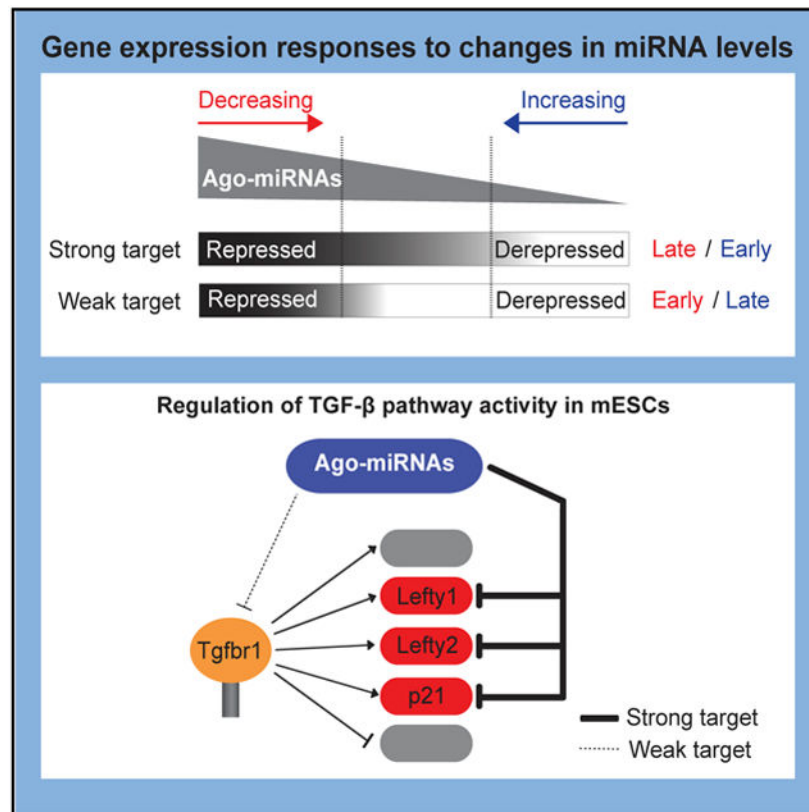 Gene expression responses to changes in miRNA levels
Decreasing
Increasing
Ago-miRNAs
Strong target Repressed Derepressed Late / Early
Weak target Repressed Derepressed Early / Late
Regulation of TGF-β pathway activity in mESCs
Ago-miRNAs
Lefty1
Tgfbr1
Lefty2
p21
Strong target
Weak target